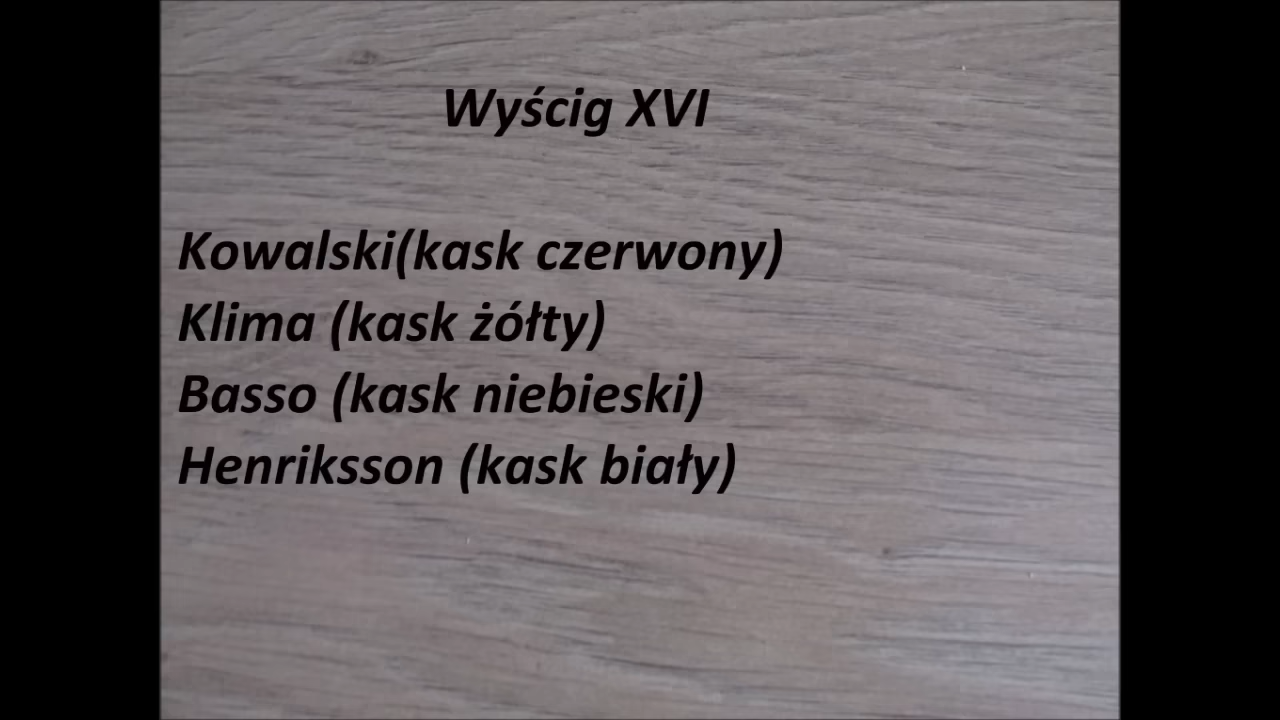 Wyścig XVI
Kowalski(kask czerwony)
Klima (kask żółty)
Basso (kask niebieski)
Henriksson (kask biały)